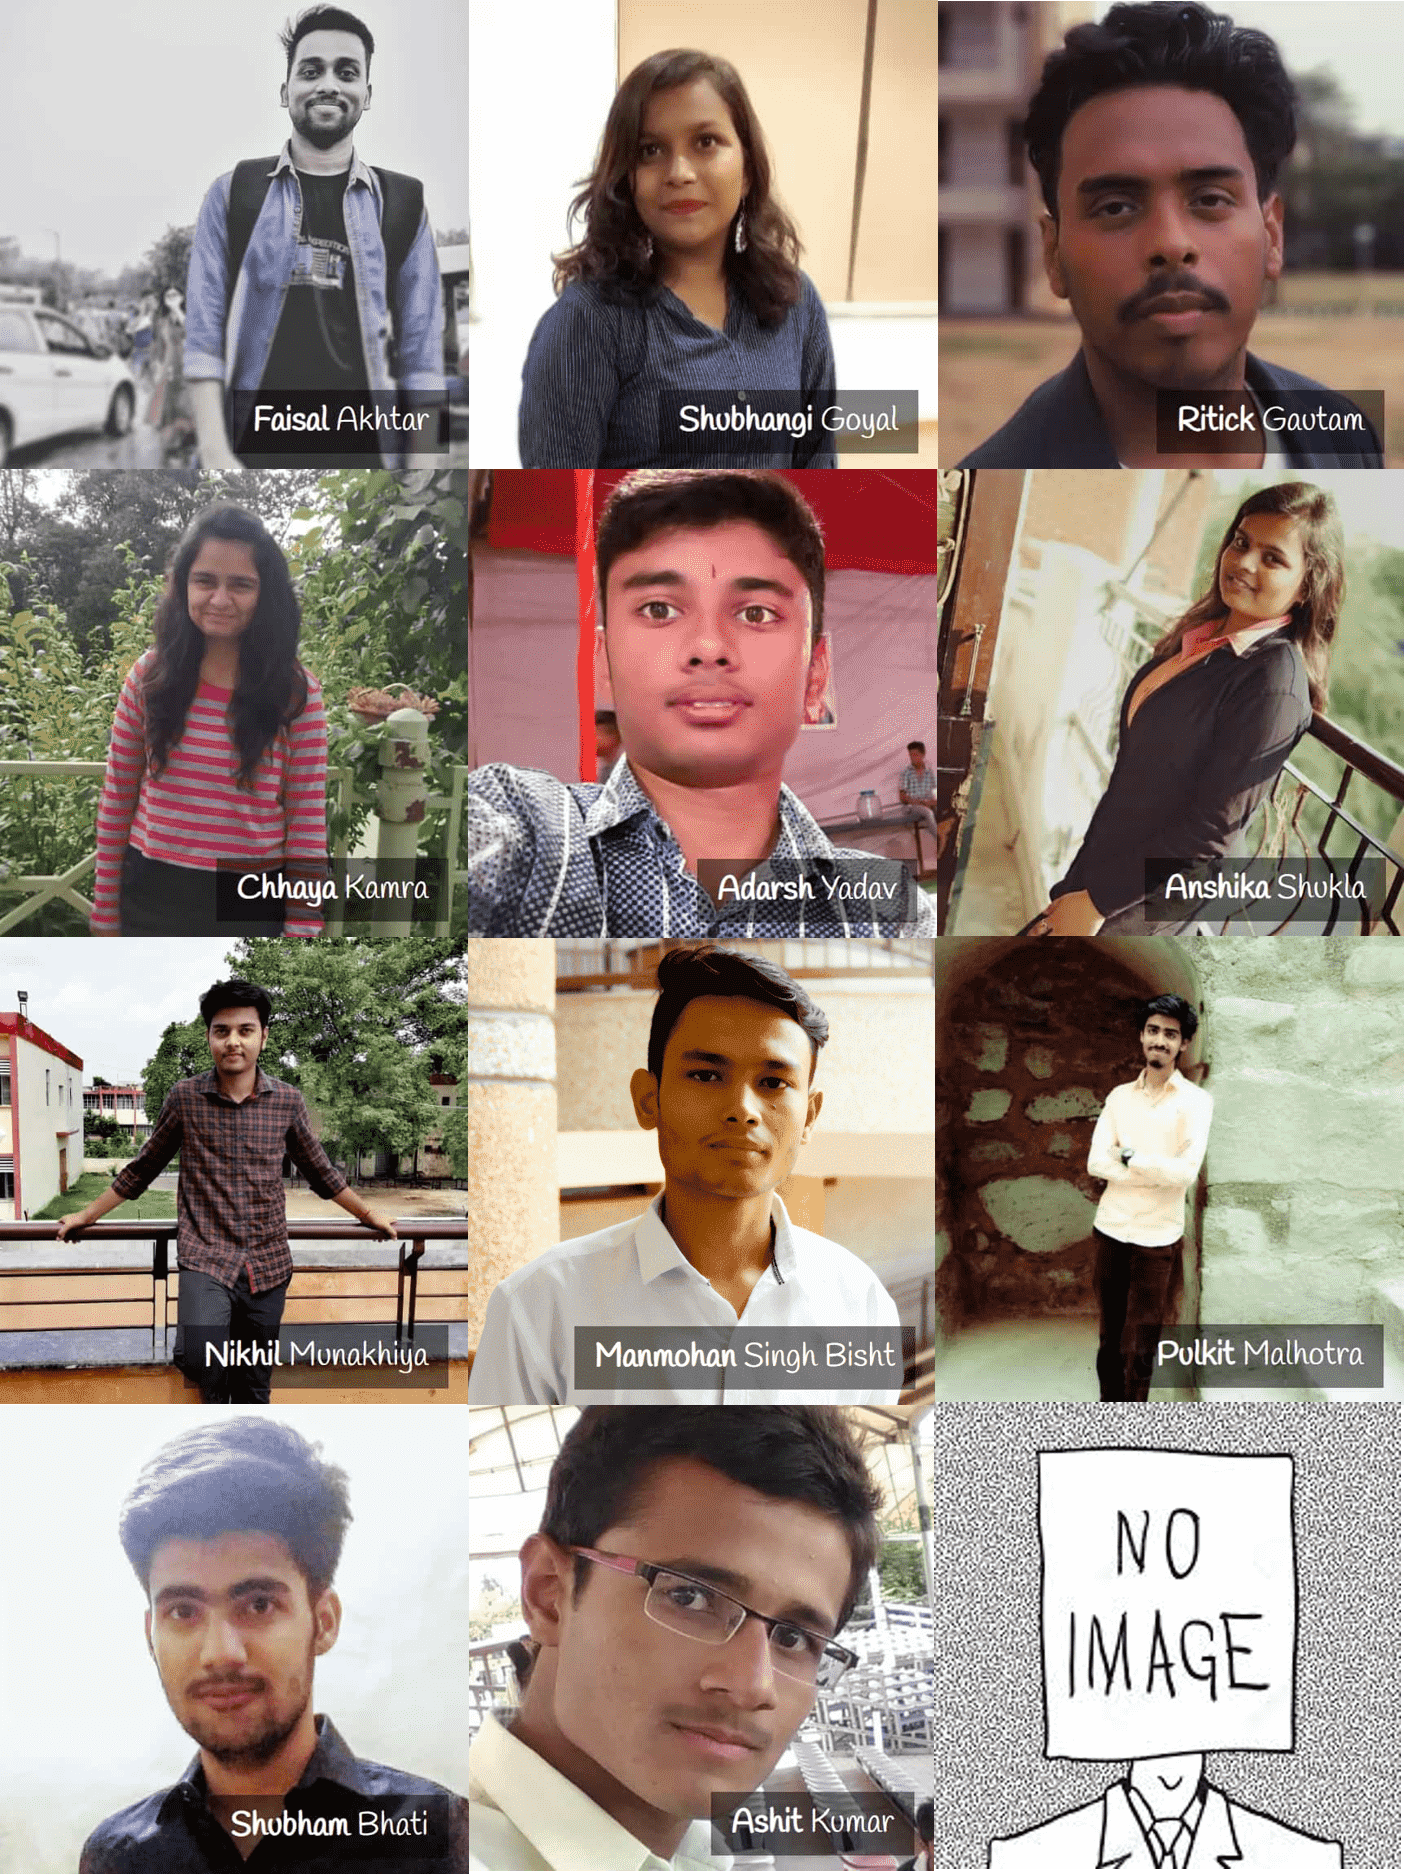 Faisal Akhtar
Shubhangi Goyal
Ritick Gautam
Chhaya Kamra
Adarsh Yadav
Anshika Shukla
Nikhil Munakhiya
Manmohan Singh Bisht
Pulkit Malhotra
Shubham Bhati
Ashit Kumar
NO
IMAGE